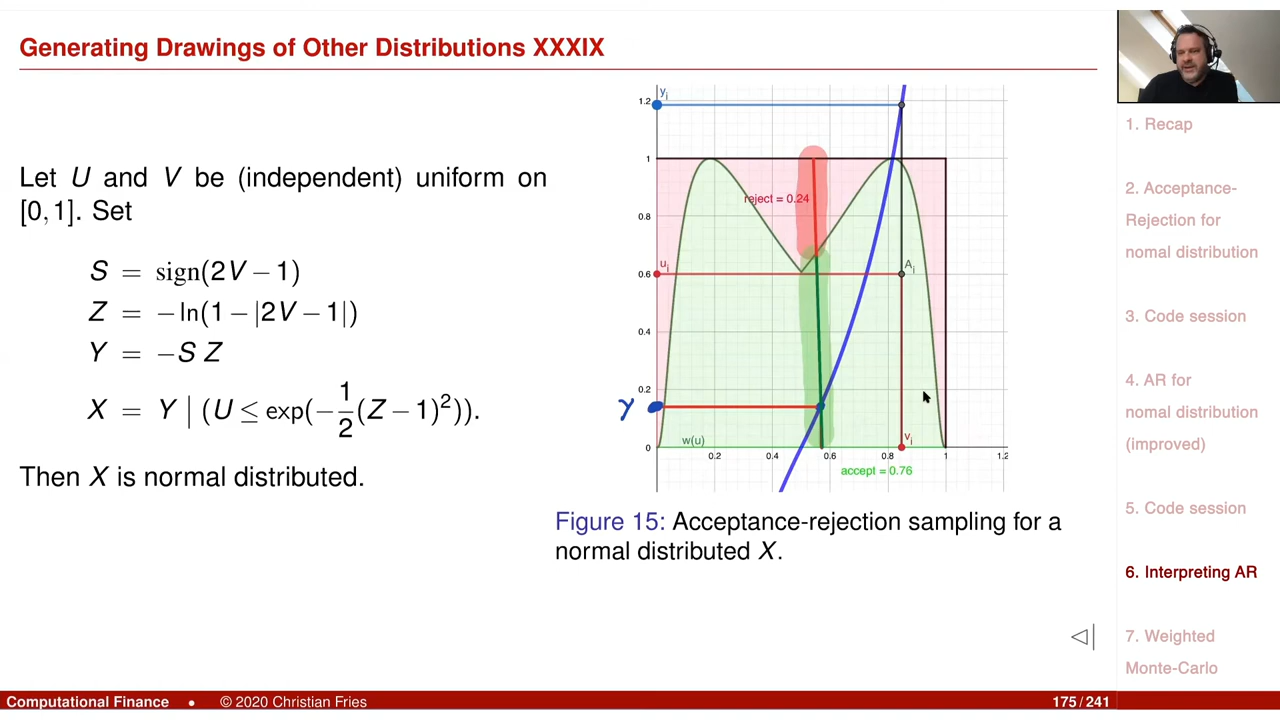 Generating Drawings of Other Distributions XXXIX
Let U and V be (independent) uniform on
[0, 1]. Set
S = sign(2V − 1)
Z = − ln(1 − |2V − 1|)
Y = −S Z
X = Y | (U ≤ exp(−1/2(Z − 1)²)).
Then X is normal distributed.
yᵢ
1.2
1
reject = 0.24
0.8
uᵢ
Aᵢ
0.6
0.4
0.2
γ
w(u)
vᵢ
0
0.2
0.4
0.6
0.8
1
1.2
accept = 0.76
Figure 15: Acceptance-rejection sampling for a
normal distributed X.
1. Recap
2. Acceptance-
Rejection for
nomal distribution
3. Code session
4. AR for
nomal distribution
(improved)
5. Code session
6. Interpreting AR
7. Weighted
Monte-Carlo
Computational Finance • © 2020 Christian Fries
175 / 241